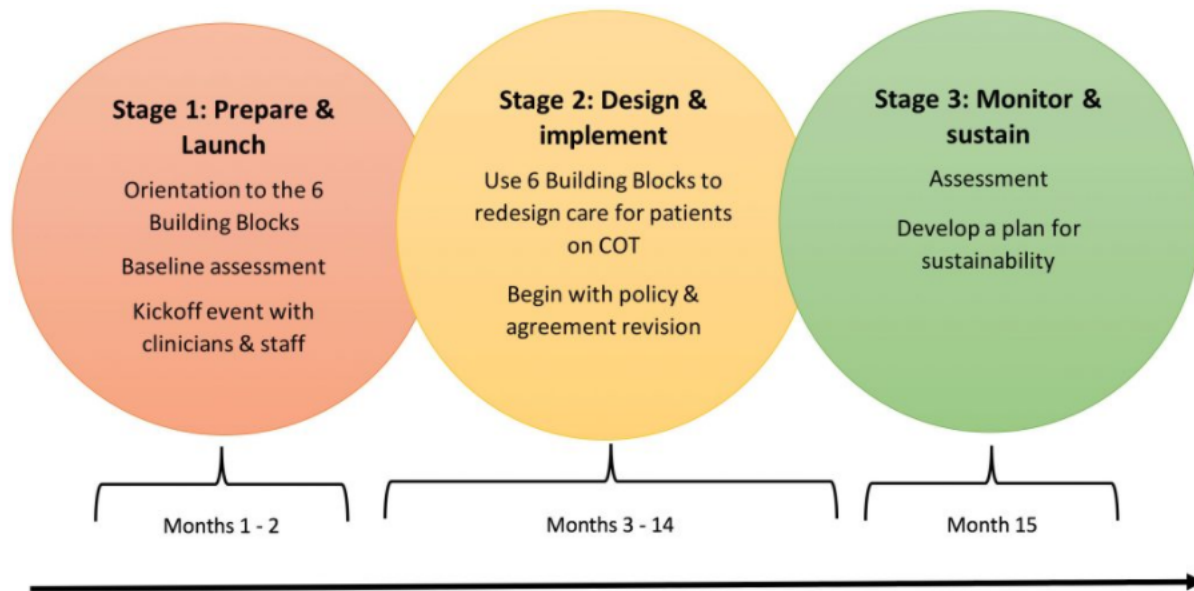 Stage 1: Prepare &
Launch
Orientation to the 6
Building Blocks
Baseline assessment
Kickoff event with
clinicians & staff
Stage 2: Design &
implement
Use 6 Building Blocks to
redesign care for patients
on COT
Begin with policy &
agreement revision
Stage 3: Monitor &
sustain
Assessment
Develop a plan for
sustainability
Months 1 - 2
Months 3 - 14
Month 15